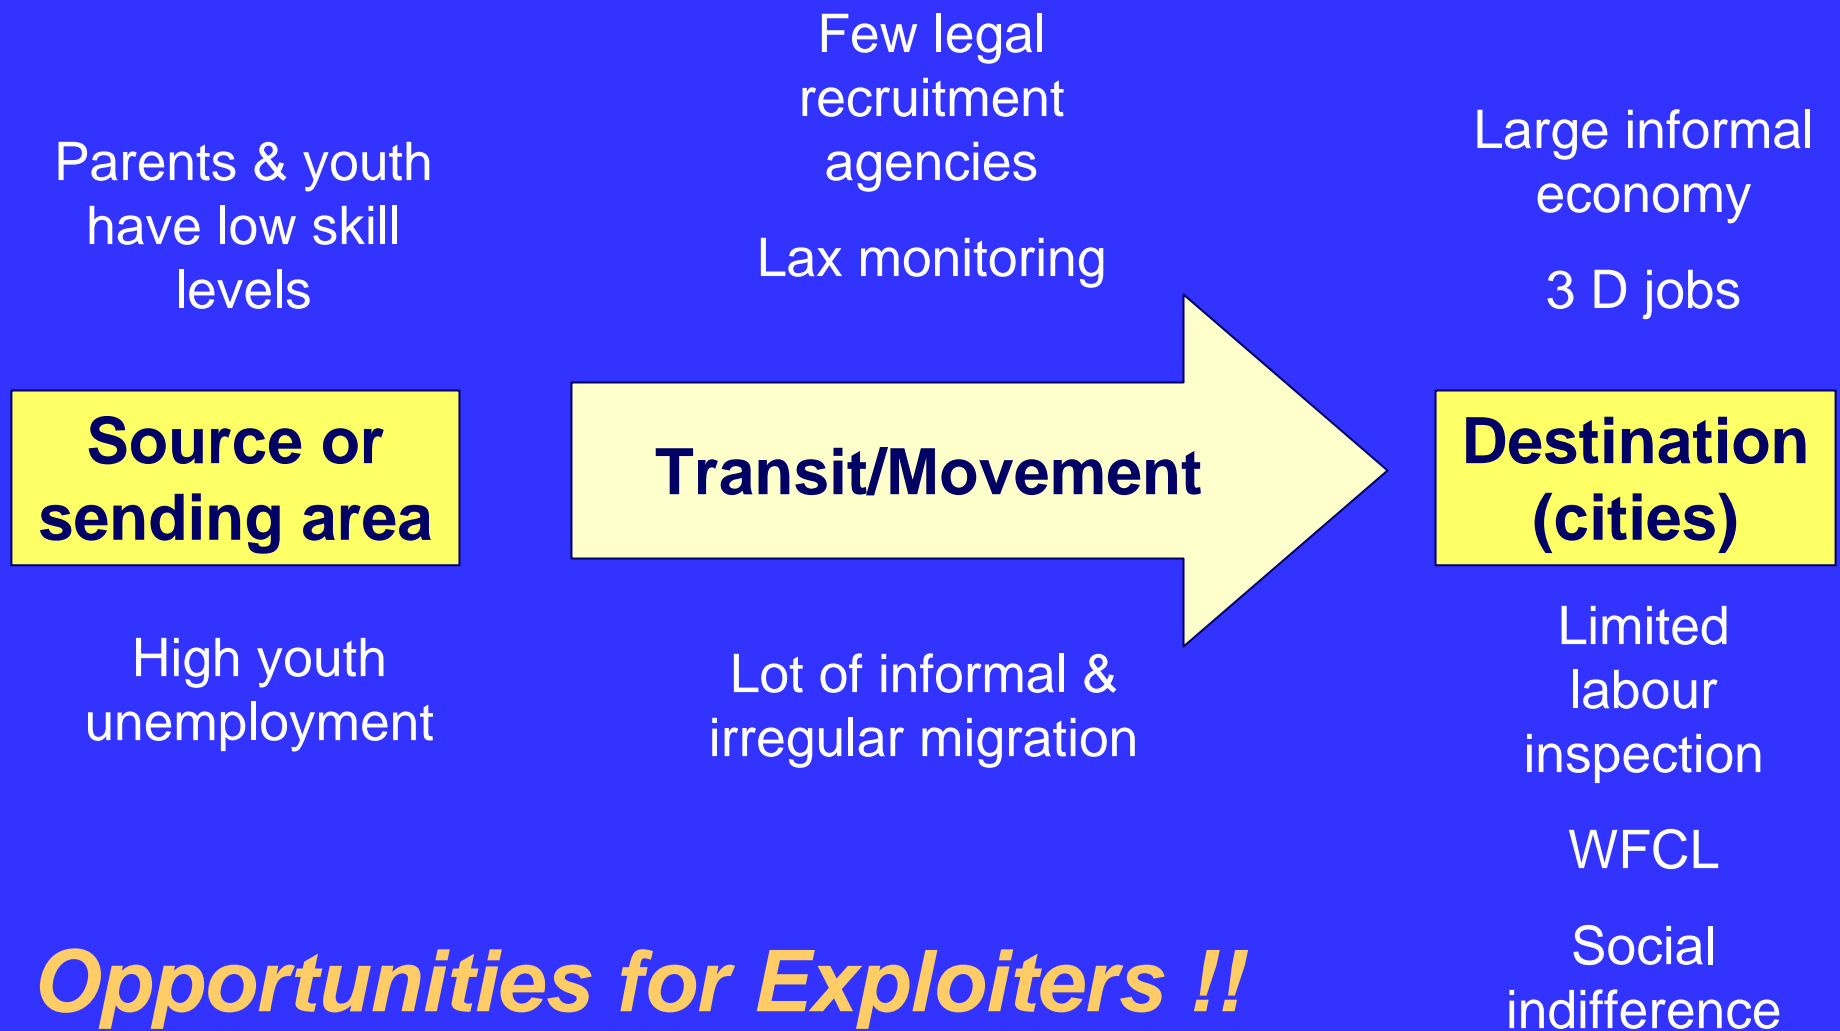 Parents & youth
have low skill
levels
Source or
sending area
High youth
unemployment
Few legal
recruitment
agencies
Lax monitoring
Transit/Movement
Lot of informal &
irregular migration
Large informal
economy
3 D jobs
Destination
(cities)
Limited
labour
inspection
WFCL
Social
indifference
Opportunities for Exploiters !!